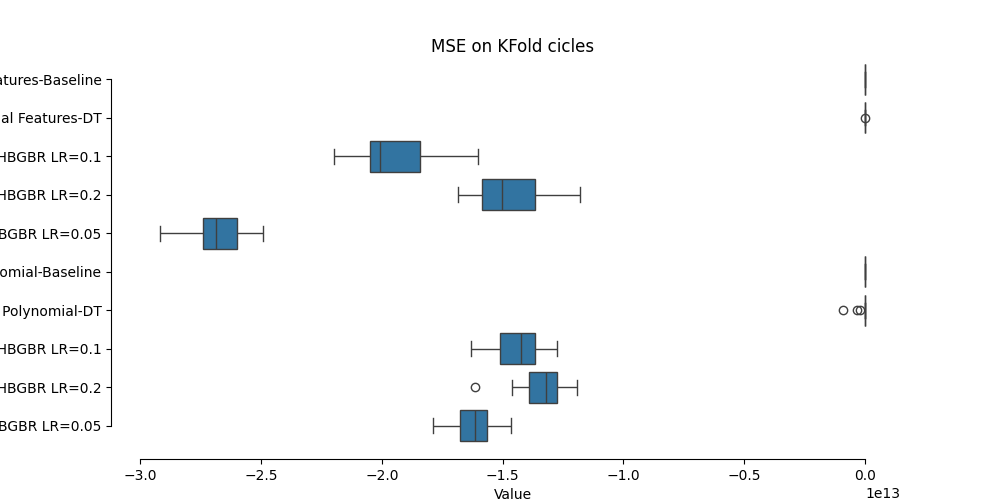 MSE on KFold cicles
atures-Baseline
al Features-DT
HBGBR LR=0.1
HBGBR LR=0.2
BGBR LR=0.05
omial-Baseline
Polynomial-DT
HBGBR LR=0.1
HBGBR LR=0.2
BGBR LR=0.05
−3.0 −2.5 −2.0 −1.5 −1.0 −0.5 0.0
1e13
Value